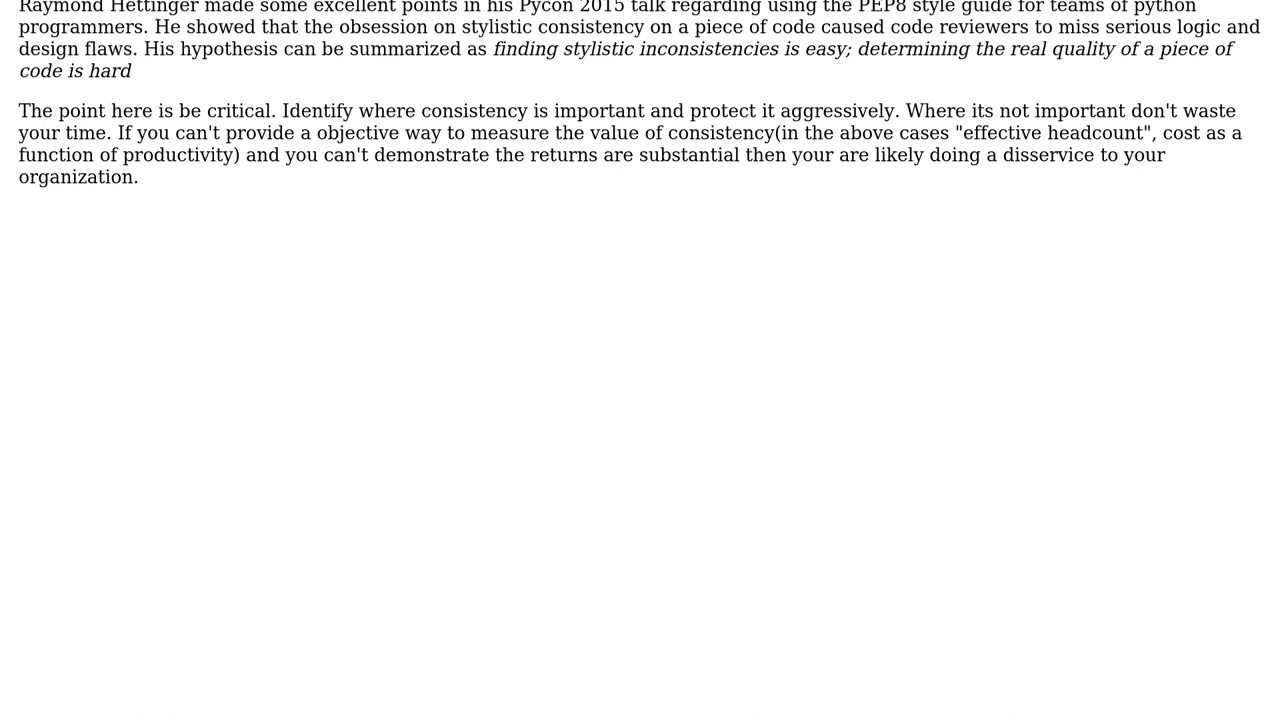 Raymond Hettinger made some excellent points in his Pycon 2015 talk regarding using the PEP8 style guide for teams of python
programmers. He showed that the obsession on stylistic consistency on a piece of code caused code reviewers to miss serious logic and
design flaws. His hypothesis can be summarized as finding stylistic inconsistencies is easy; determining the real quality of a piece of
code is hard
The point here is be critical. Identify where consistency is important and protect it aggressively. Where its not important don't waste
your time. If you can't provide a objective way to measure the value of consistency(in the above cases "effective headcount", cost as a
function of productivity) and you can't demonstrate the returns are substantial then your are likely doing a disservice to your
organization.